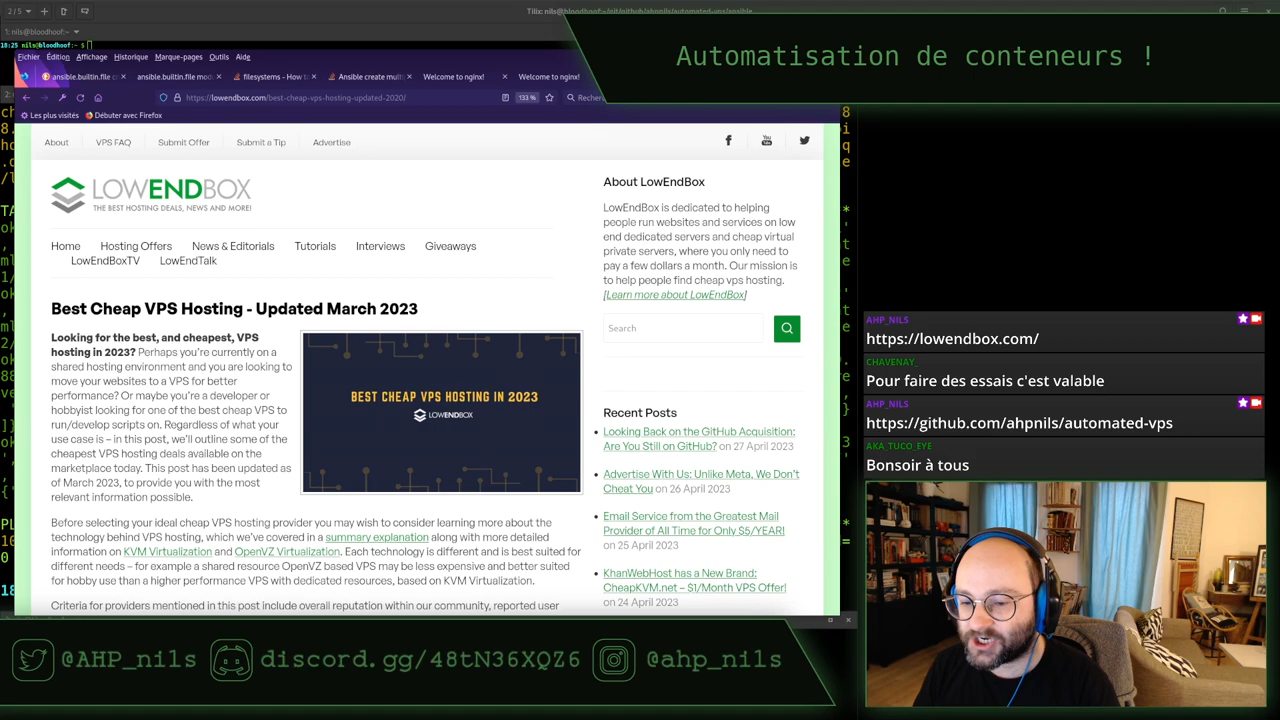 2 / 5
Tilix: nils@bloodhoof:~/git/github/ahpnils/automated-vps/ansible
1: nils@bloodhoof:~
18:25 nils@bloodhoof:~ $
Automatisation de conteneurs !
Fichier Édition Affichage Historique Marque-pages Outils Aide
ansible.builtin.file
ansible.builtin.file mod
filesystems - How to
Ansible create multi
Welcome to nginx!
Welcome to nginx!
https://lowendbox.com/best-cheap-vps-hosting-updated-2020/
133 %
Recher
Les plus visités
Débuter avec Firefox
About VPS FAQ Submit Offer Submit a Tip Advertise
LOWENDBOX
THE BEST HOSTING DEALS, NEWS AND MORE!
Home Hosting Offers News & Editorials Tutorials Interviews Giveaways
LowEndBoxTV LowEndTalk
Best Cheap VPS Hosting - Updated March 2023
Looking for the best, and cheapest, VPS
hosting in 2023? Perhaps you're currently on a
shared hosting environment and you are looking to
move your websites to a VPS for better
performance? Or maybe you're a developer or
hobbyist looking for one of the best cheap VPS to
run/develop scripts on. Regardless of what your
use case is – in this post, we'll outline some of the
cheapest VPS hosting deals available on the
marketplace today. This post has been updated as
of March 2023, to provide you with the most
relevant information possible.
BEST CHEAP VPS HOSTING IN 2023
LOWENDBOX
Before selecting your ideal cheap VPS hosting provider you may wish to consider learning more about the
technology behind VPS hosting, which we've covered in a summary explanation along with more detailed
information on KVM Virtualization and OpenVZ Virtualization. Each technology is different and is best suited for
different needs – for example a shared resource OpenVZ based VPS may be less expensive and better suited
for hobby use than a higher performance VPS with dedicated resources, based on KVM Virtualization.
Criteria for providers mentioned in this post include overall reputation within our community, reported user
About LowEndBox
LowEndBox is dedicated to helping
people run websites and services on low
end dedicated servers and cheap virtual
private servers, where you only need to
pay a few dollars a month. Our mission is
to help people find cheap vps hosting.
[Learn more about LowEndBox]
Search
Recent Posts
Looking Back on the GitHub Acquisition:
Are You Still on GitHub? on 27 April 2023
Advertise With Us: Unlike Meta, We Don't
Cheat You on 26 April 2023
Email Service from the Greatest Mail
Provider of All Time for Only $5/YEAR!
on 25 April 2023
KhanWebHost has a New Brand:
CheapKVM.net – $1/Month VPS Offer!
on 24 April 2023
AHP_NILS
https://lowendbox.com/
CHAVENAY_
Pour faire des essais c'est valable
AHP_NILS
https://github.com/ahpnils/automated-vps
AKA_TUCO_EYE
Bonsoir à tous
@AHP_nils
discord.gg/48tN36XQZ6
@ahp_nils